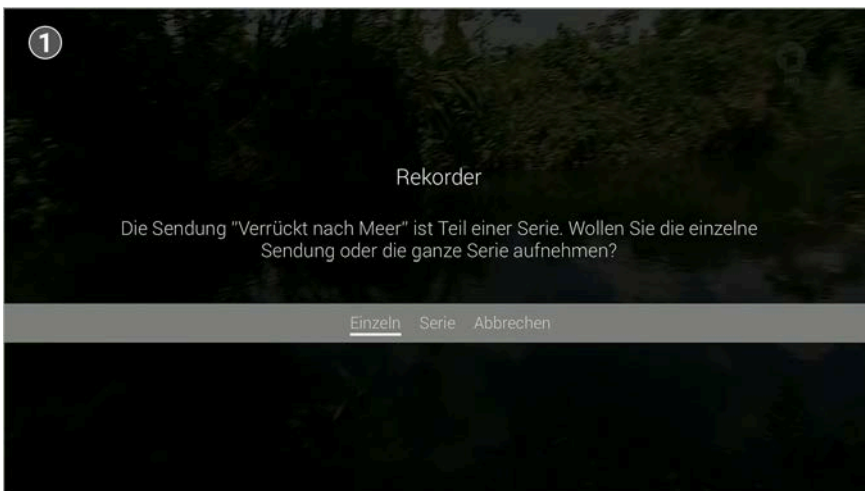 1
Rekorder
Die Sendung "Verrückt nach Meer" ist Teil einer Serie. Wollen Sie die einzelne
Sendung oder die ganze Serie aufnehmen?
Einzeln Serie Abbrechen